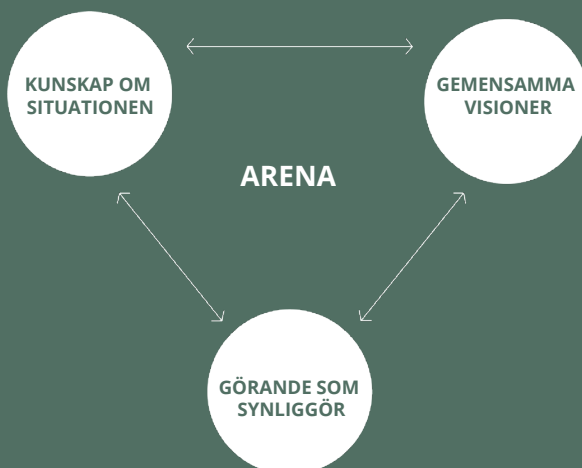 KUNSKAP OM
SITUATIONEN
GEMENSAMMA
VISIONER
ARENA
GÖRANDE SOM
SYNLIGGÖR